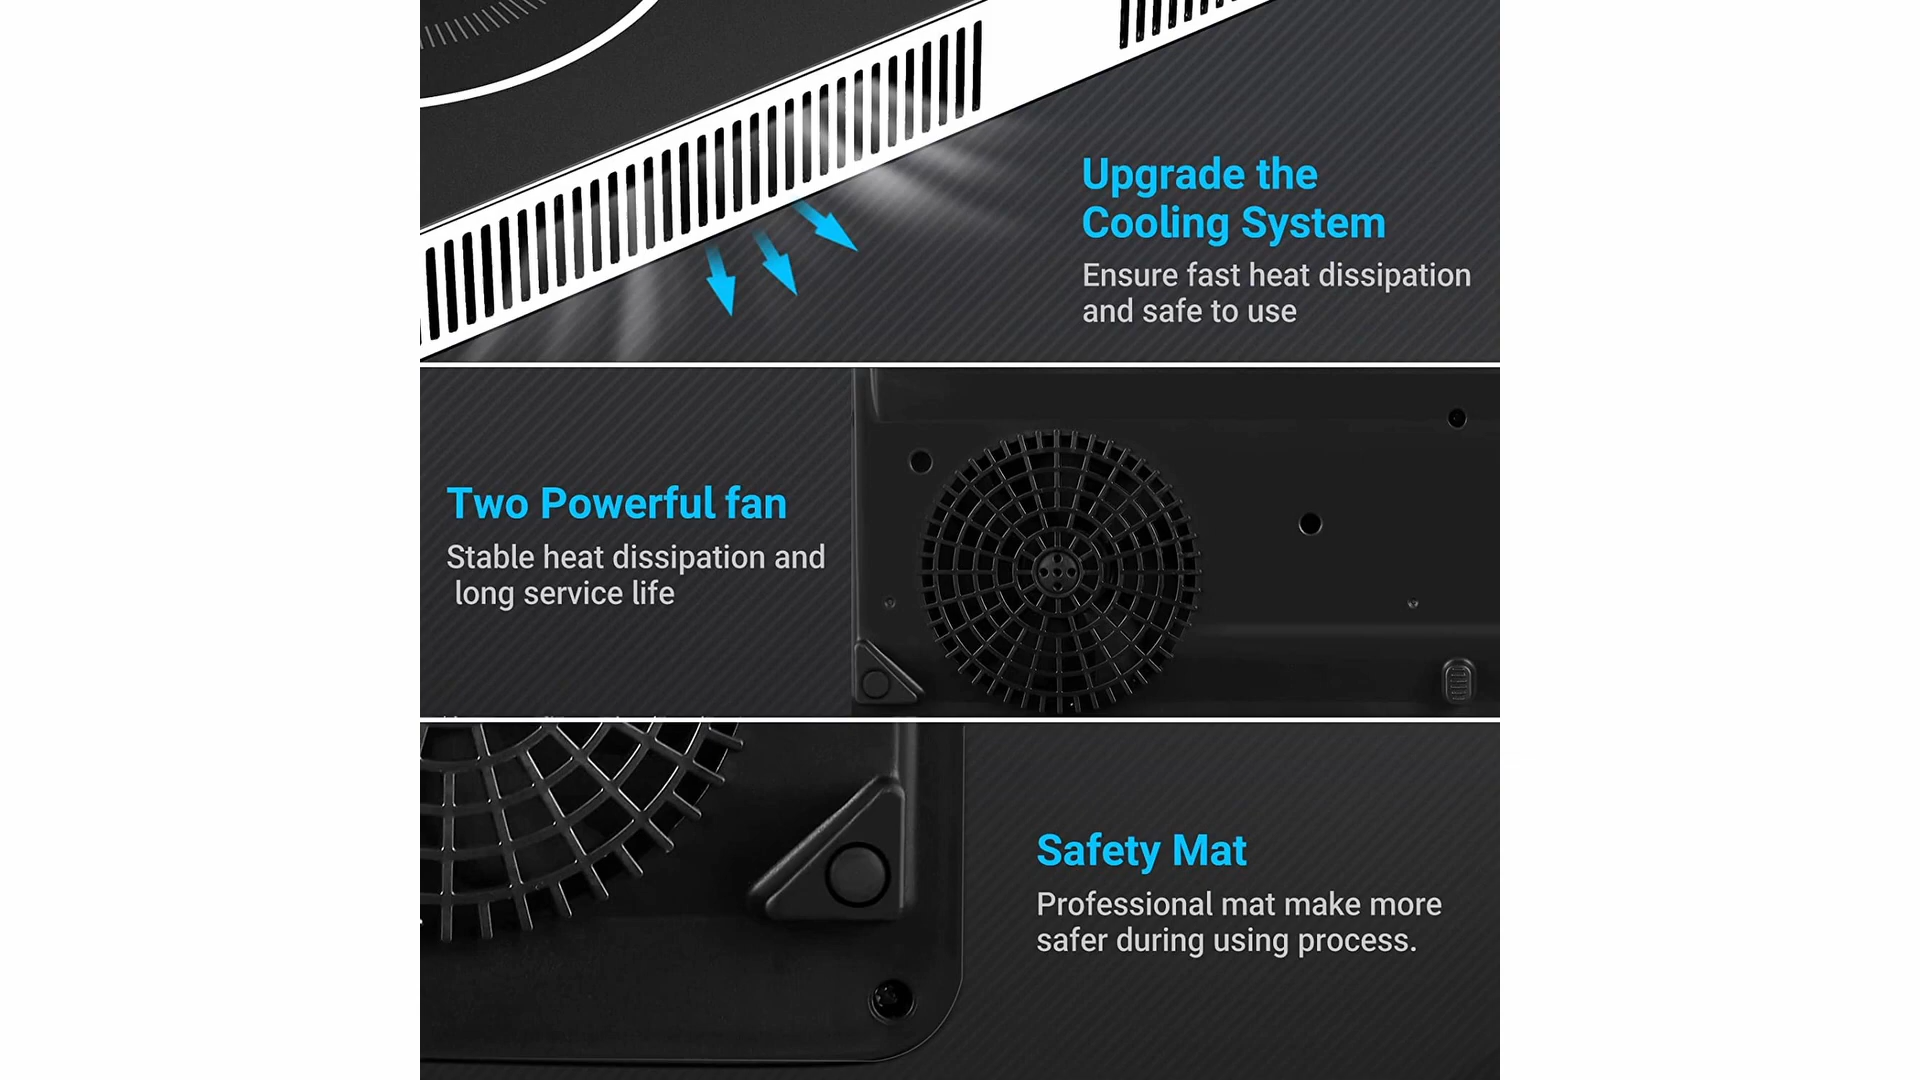 Upgrade the
Cooling System
Ensure fast heat dissipation
and safe to use
Two Powerful fan
Stable heat dissipation and
long service life
Safety Mat
Professional mat make more
safer during using process.